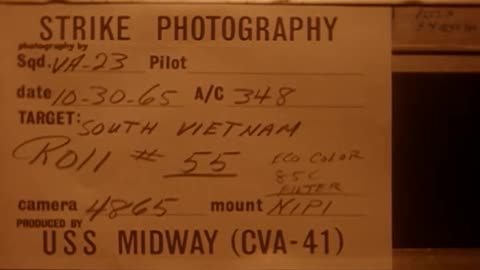 STRIKE PHOTOGRAPHY
photography by
Sqd. VA-23 Pilot
date 10-30-65 A/C 348
TARGET: SOUTH VIETNAM
ROll # 55
ECO COLOR
85C
FILTER
camera 4865 mount NIPI
PRODUCED BY
USS MIDWAY (CVA-41)